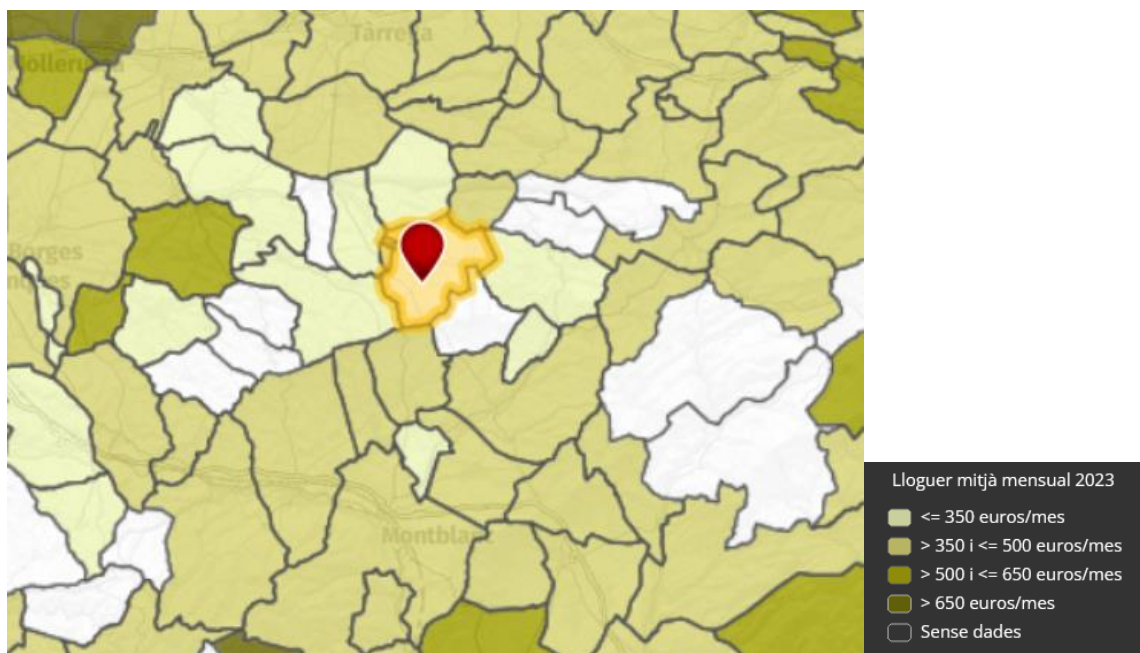 Tàrrega
Mollerussa
Borges
Montblanc
Lloguer mitjà mensual 2023
<= 350 euros/mes
> 350 i <= 500 euros/mes
> 500 i <= 650 euros/mes
> 650 euros/mes
Sense dades